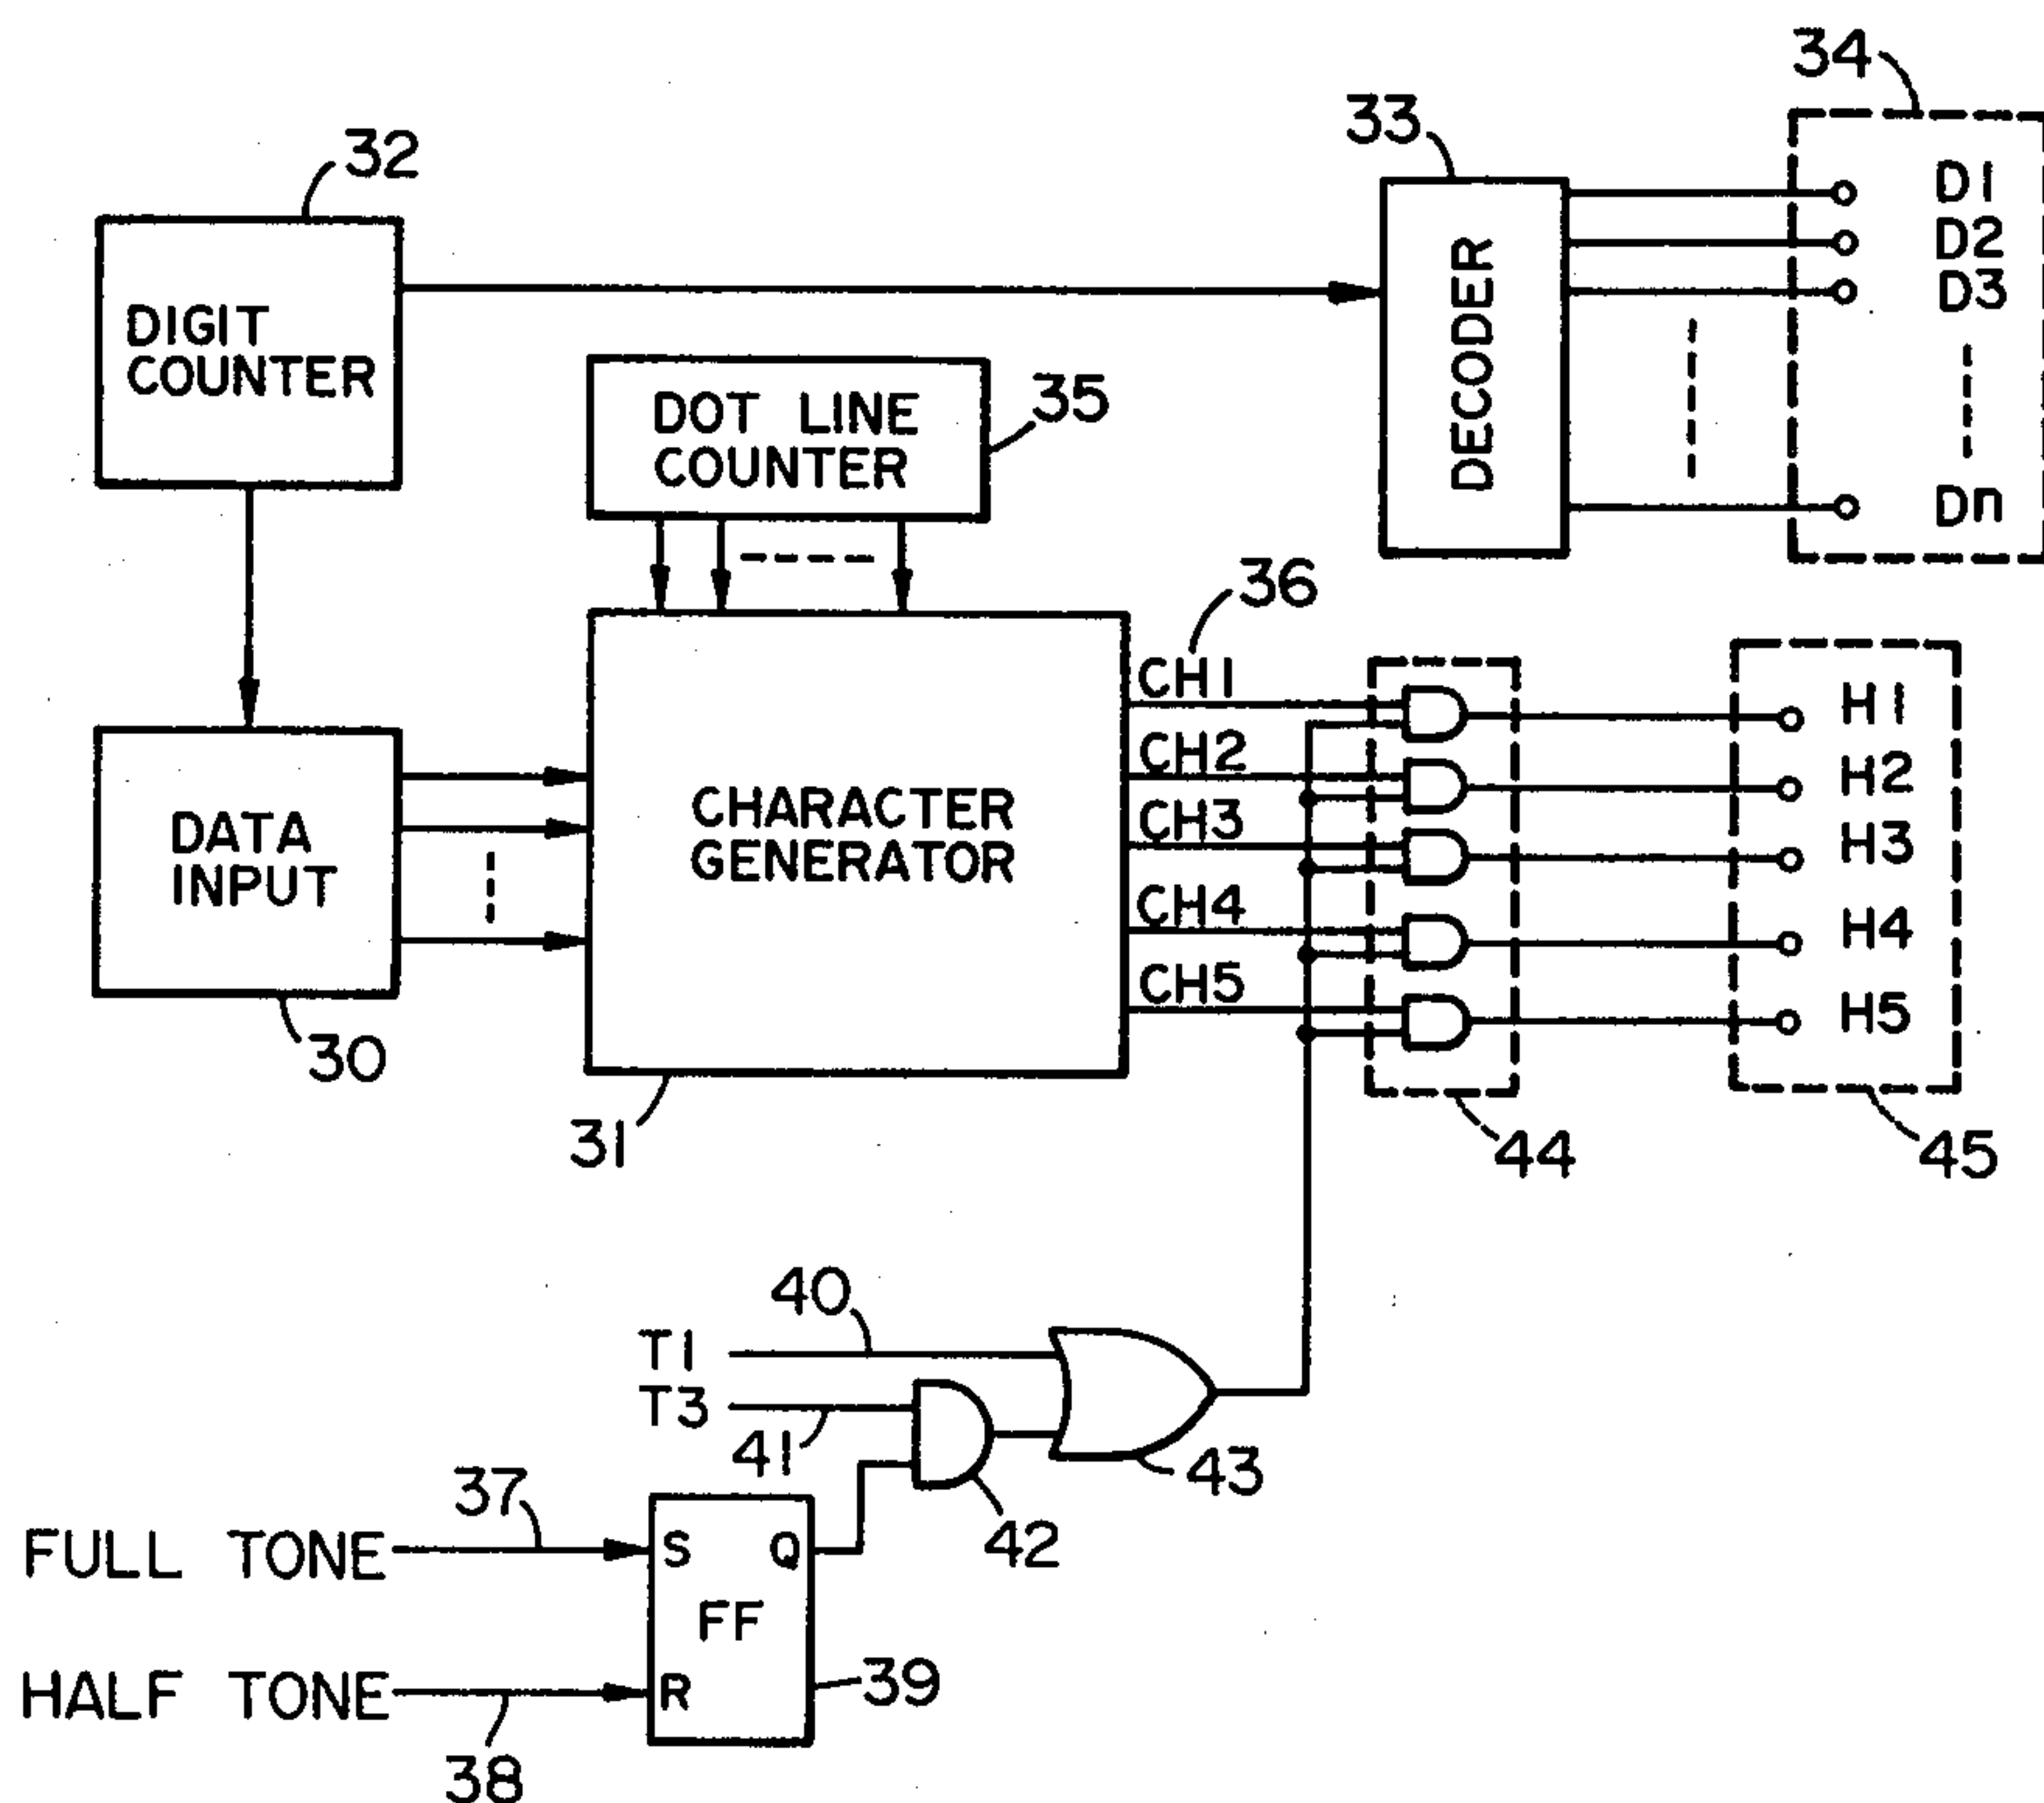 34
33
32
D1
D2
D3
Dn
DECODER
DIGIT
COUNTER
35
DOT LINE
COUNTER
36
CH1
CH2
CH3
CH4
CH5
H1
H2
H3
H4
H5
DATA
INPUT
CHARACTER
GENERATOR
30
31
44
45
40
T1
T3
41
43
42
37
FULL TONE
S
Q
FF
R
39
HALF TONE
38